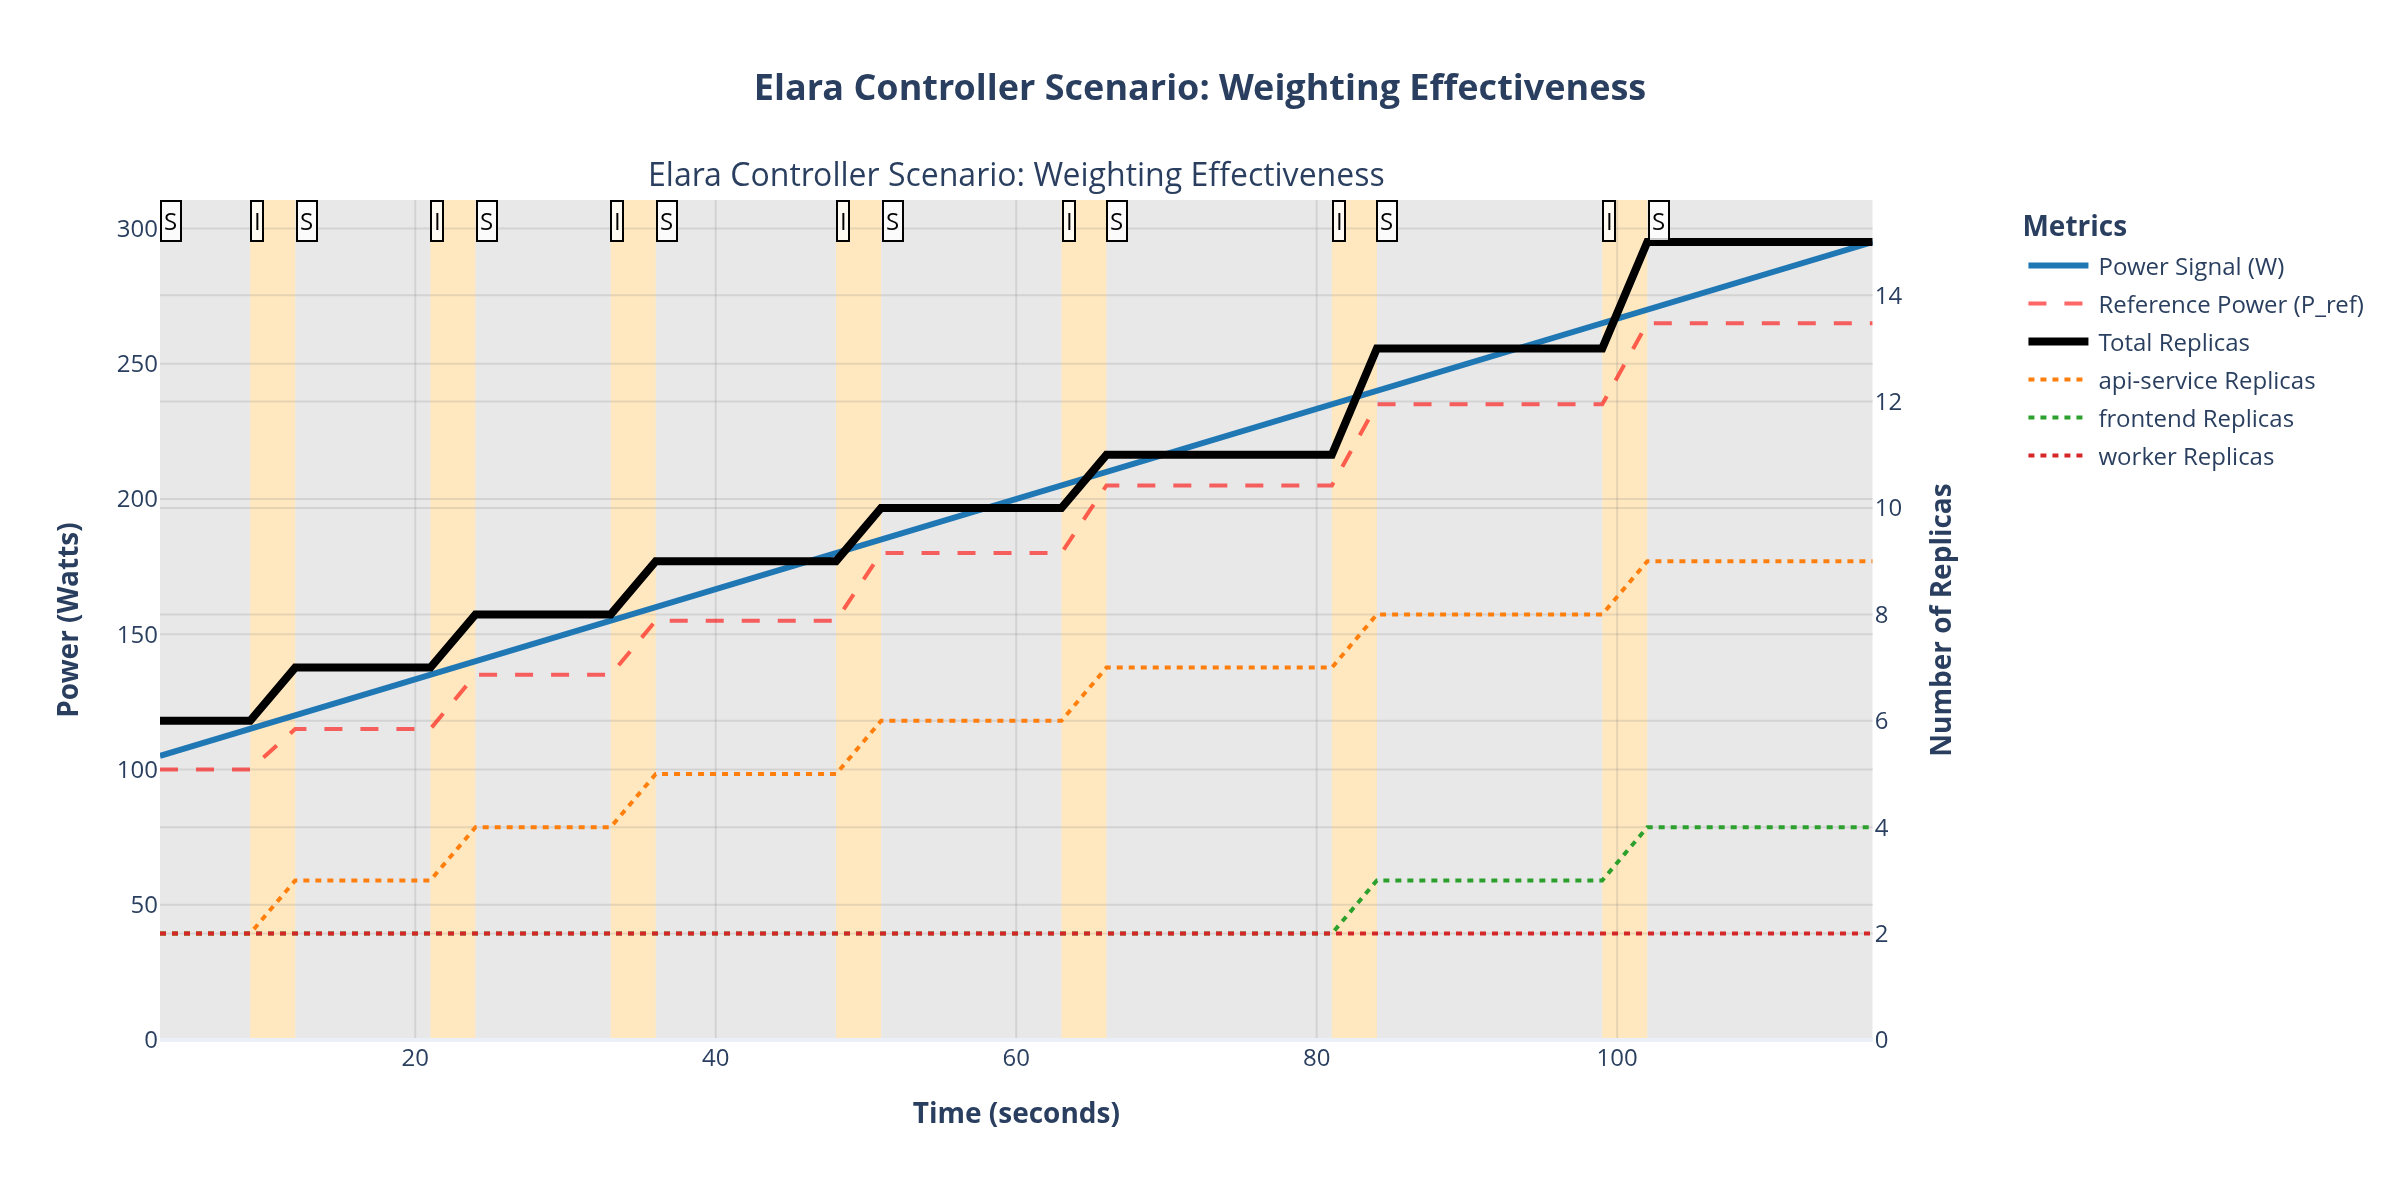 Elara Controller Scenario: Weighting Effectiveness
Elara Controller Scenario: Weighting Effectiveness
S I S I S I S I S I S I S I S
300
250
200
150
100
50
0
Power (Watts)
20 40 60 80 100
Time (seconds)
14
12
10
8
6
4
2
0
Number of Replicas
Metrics
Power Signal (W)
Reference Power (P_ref)
Total Replicas
api-service Replicas
frontend Replicas
worker Replicas